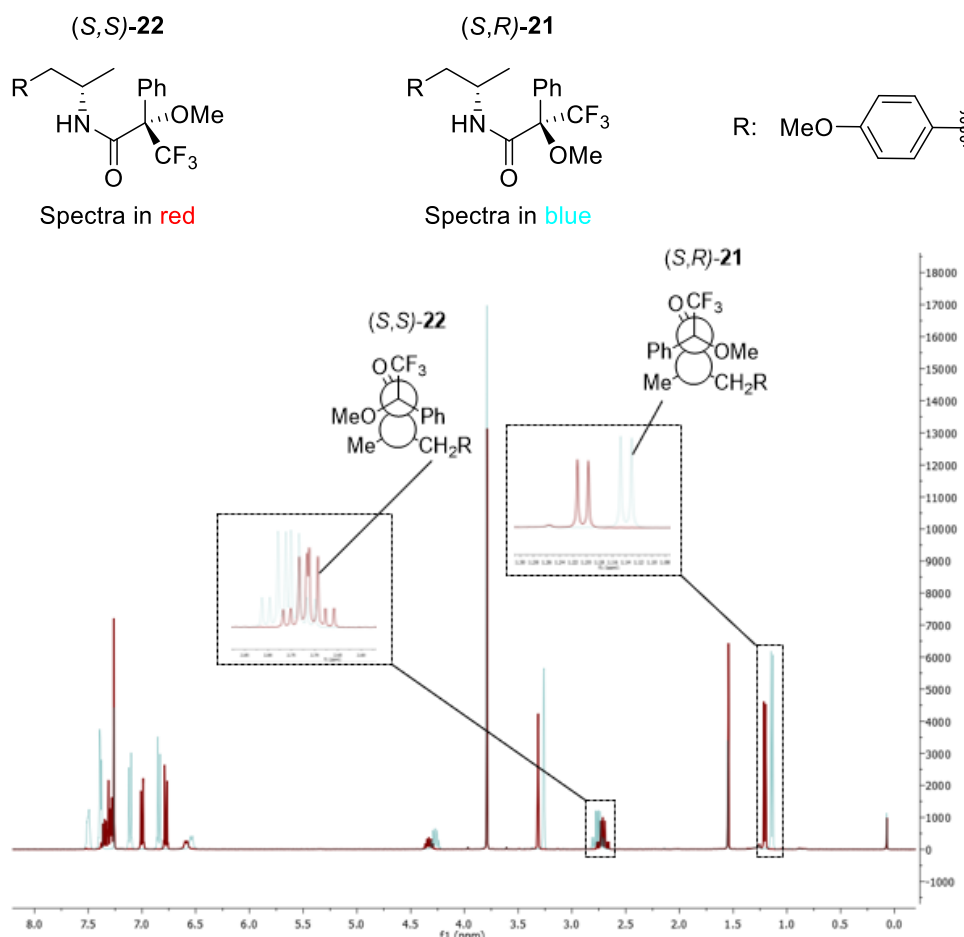 (S,S)-22
(S,R)-21
R
HN
O
Ph
OMe
CF3
R
HN
O
Ph
CF3
OMe
R: MeO
Spectra in red
Spectra in blue
(S,R)-21
O CF3
Ph OMe
Me CH2R
(S,S)-22
O CF3
MeO Ph
Me CH2R
18000
17000
16000
15000
14000
13000
12000
11000
10000
9000
8000
7000
6000
5000
4000
3000
2000
1000
0
-1000
8.0 7.5 7.0 6.5 6.0 5.5 5.0 4.5 4.0 3.5 3.0 2.5 2.0 1.5 1.0 0.5 0.0
f1 (ppm)